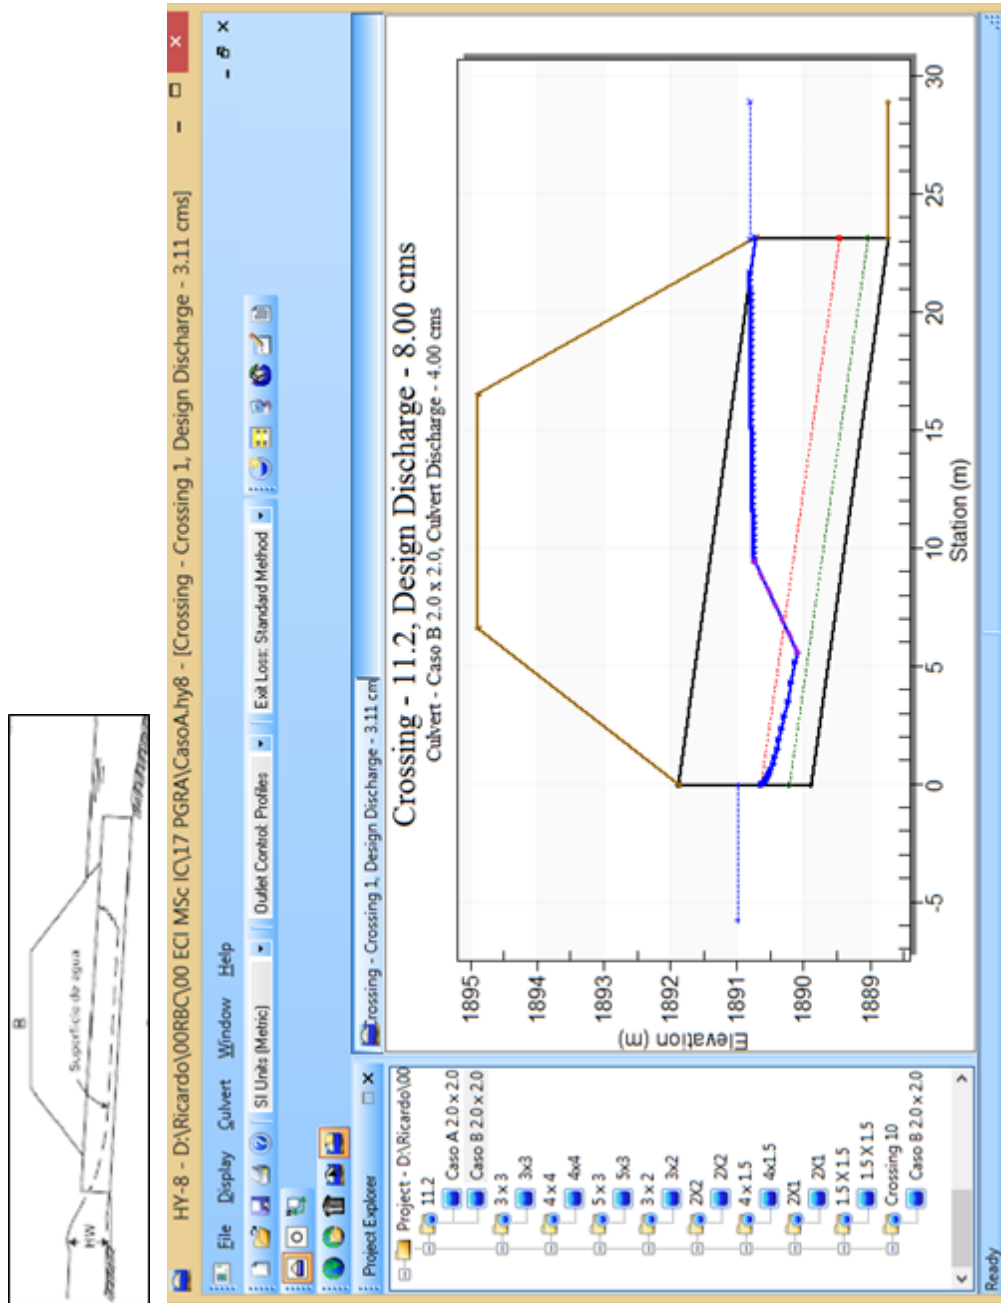 B
Superficie de agua
HW
HY-8 - D:\Ricardo\00RBC\00 ECI MSc IC\17 PGRA\CasoA.hy8 - [Crossing - Crossing 1, Design Discharge - 3.11 cms]
File Display Culvert Window Help
SI Units (Metric) Outlet Control: Profiles Exit Loss: Standard Method
Project Explorer
Project - D:\Ricardo\00
11.2
Caso A 2.0 x 2.0
Caso B 2.0 x 2.0
3 x 3
3x3
4 x 4
4x4
5 x 3
5x3
3 x 2
3x2
2X2
2X2
4 x 1.5
4x1.5
2X1
2X1
1.5 X 1.5
1.5 X 1.5
Crossing 10
Caso B 2.0 x 2.0
Crossing - Crossing 1, Design Discharge - 3.11 cm
Crossing - 11.2, Design Discharge - 8.00 cms
Culvert - Caso B 2.0 x 2.0, Culvert Discharge - 4.00 cms
Elevation (m)
1895
1894
1893
1892
1891
1890
1889
-5 0 5 10 15 20 25 30
Station (m)
Ready